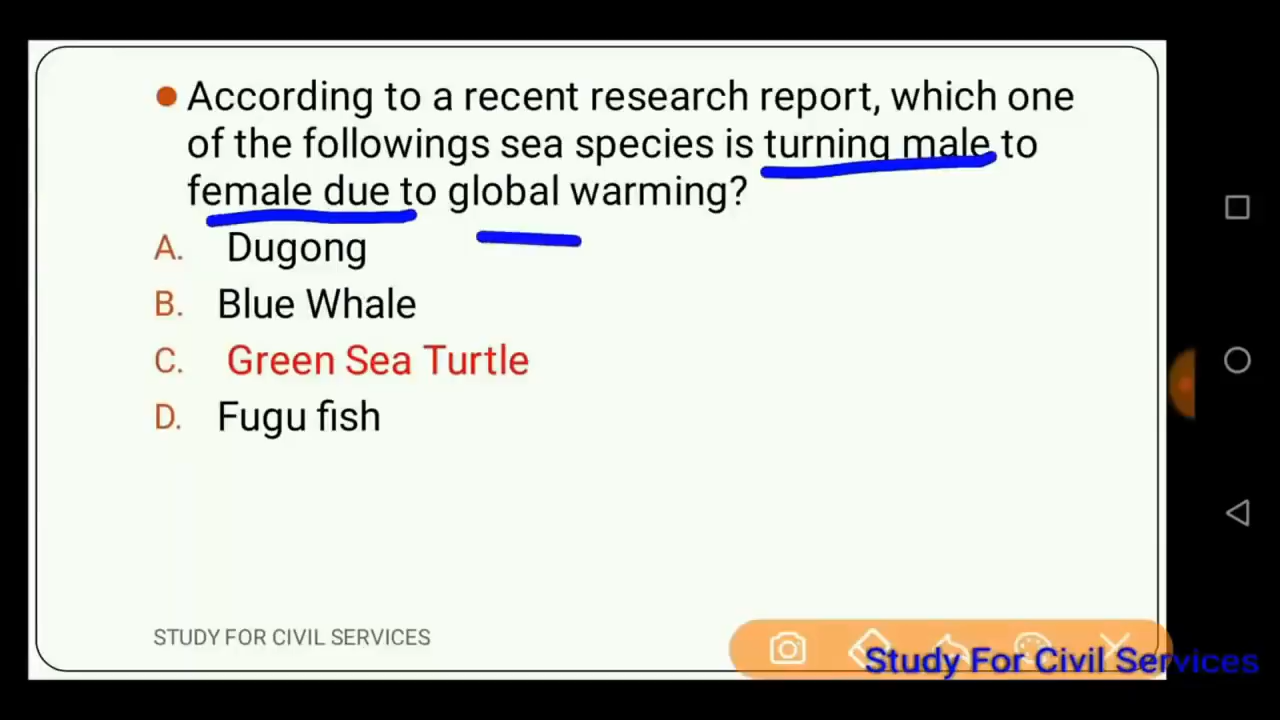 According to a recent research report, which one
of the followings sea species is turning male to
female due to global warming?
A. Dugong
B. Blue Whale
C. Green Sea Turtle
D. Fugu fish
STUDY FOR CIVIL SERVICES
Study For Civil Services